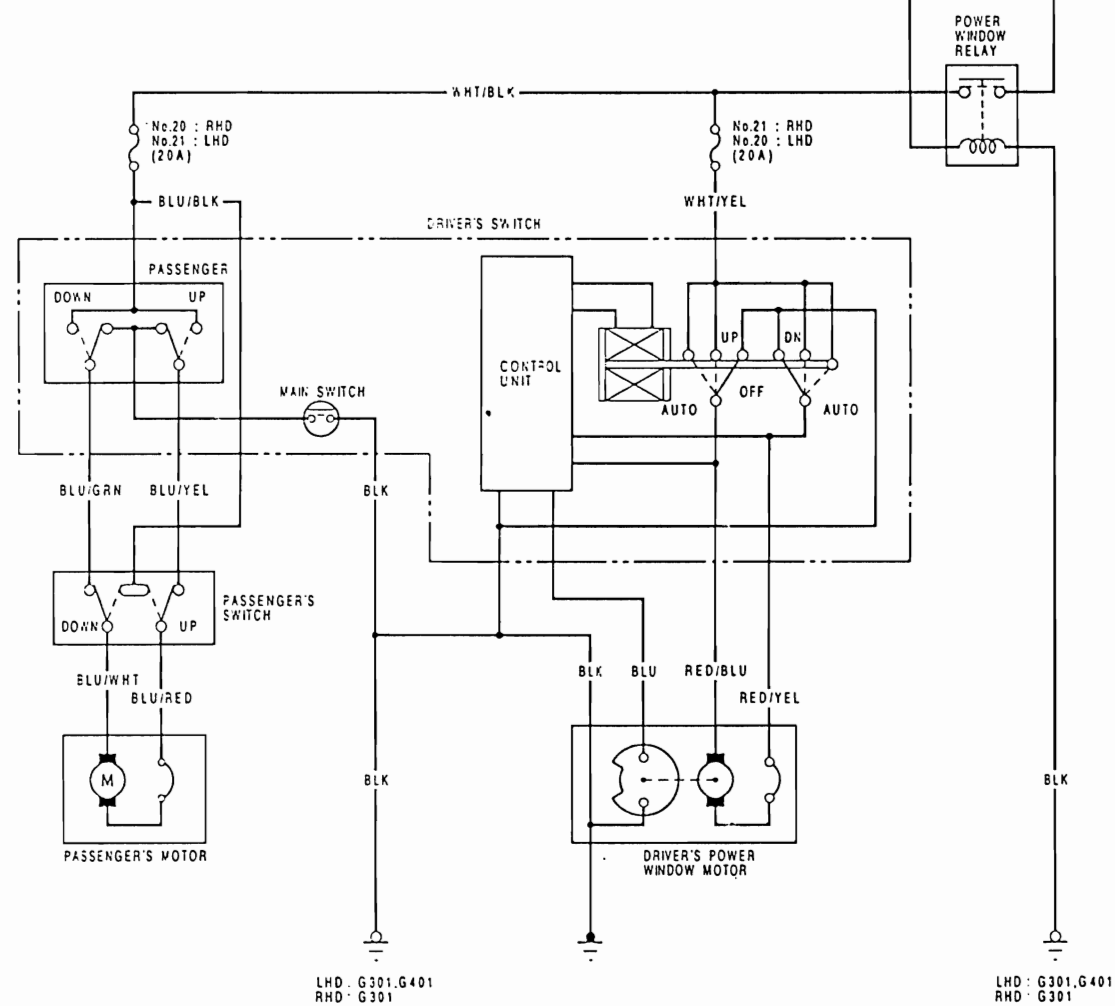 POWER
WINDOW
RELAY
WHT/BLK
No.20 : RHD
No.21 : LHD
(20A)
No.21 : RHD
No.20 : LHD
(20A)
BLU/BLK
WHT/YEL
DRIVER'S SWITCH
PASSENGER
DOWN
UP
UP
DN
CONTROL
UNIT
MAIN SWITCH
OFF
AUTO
AUTO
BLU/GRN
BLU/YEL
BLK
PASSENGER'S
SWITCH
DOWN
UP
BLU/WHT
BLU/RED
BLK
BLU
RED/BLU
RED/YEL
M
BLK
BLK
PASSENGER'S MOTOR
DRIVER'S POWER
WINDOW MOTOR
LHD : G301,G401
RHD : G301
LHD : G301,G401
RHD : G301